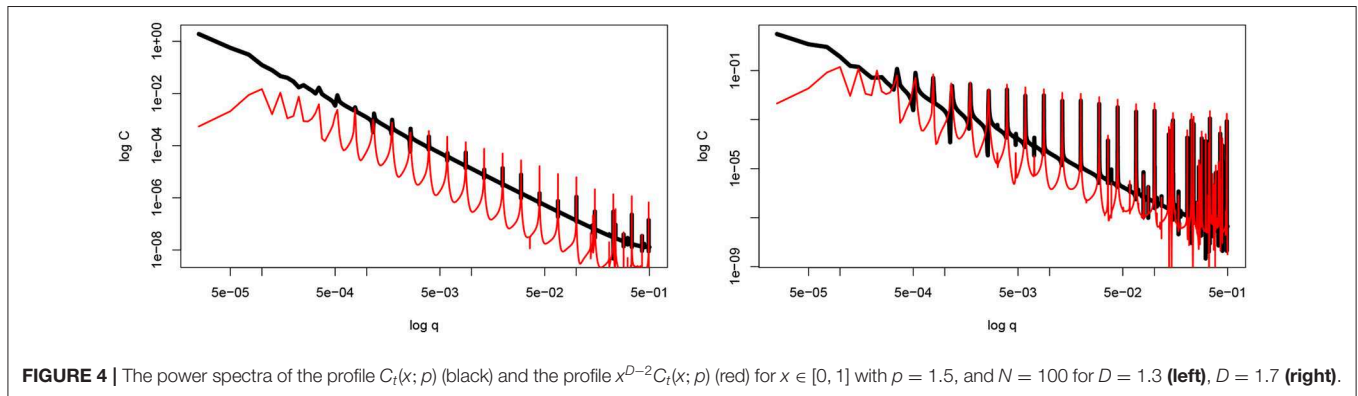 1e+00
1e−02
1e−04
1e−06
1e−08
log C
5e−05
5e−04
5e−03
5e−02
5e−01
log q
1e−01
1e−05
1e−09
log C
5e−05
5e−04
5e−03
5e−02
5e−01
log q
FIGURE 4 | The power spectra of the profile Cₜ(x; p) (black) and the profile x^{D−2}Cₜ(x; p) (red) for x ∈ [0, 1] with p = 1.5, and N = 100 for D = 1.3 (left), D = 1.7 (right).